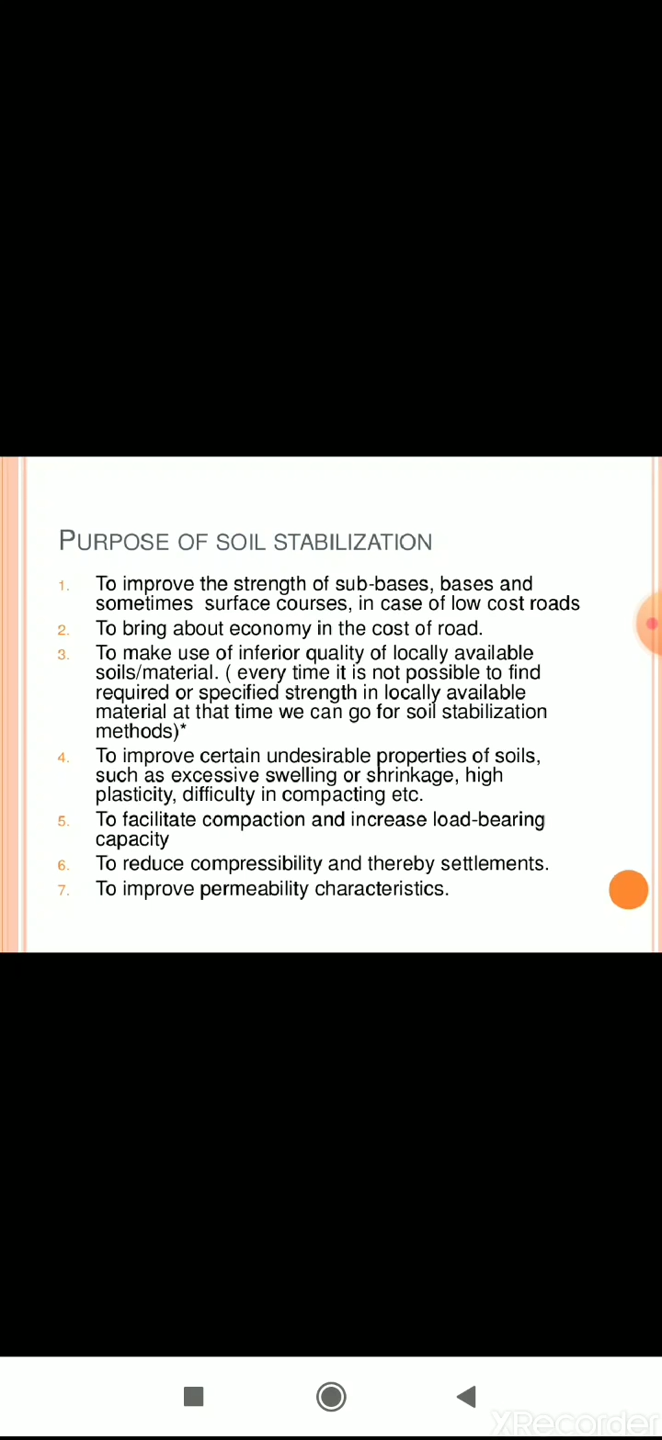 PURPOSE OF SOIL STABILIZATION
1. To improve the strength of sub-bases, bases and
sometimes surface courses, in case of low cost roads
2. To bring about economy in the cost of road.
3. To make use of inferior quality of locally available
soils/material. ( every time it is not possible to find
required or specified strength in locally available
material at that time we can go for soil stabilization
methods)*
4. To improve certain undesirable properties of soils,
such as excessive swelling or shrinkage, high
plasticity, difficulty in compacting etc.
5. To facilitate compaction and increase load-bearing
capacity
6. To reduce compressibility and thereby settlements.
7. To improve permeability characteristics.
XRecorder